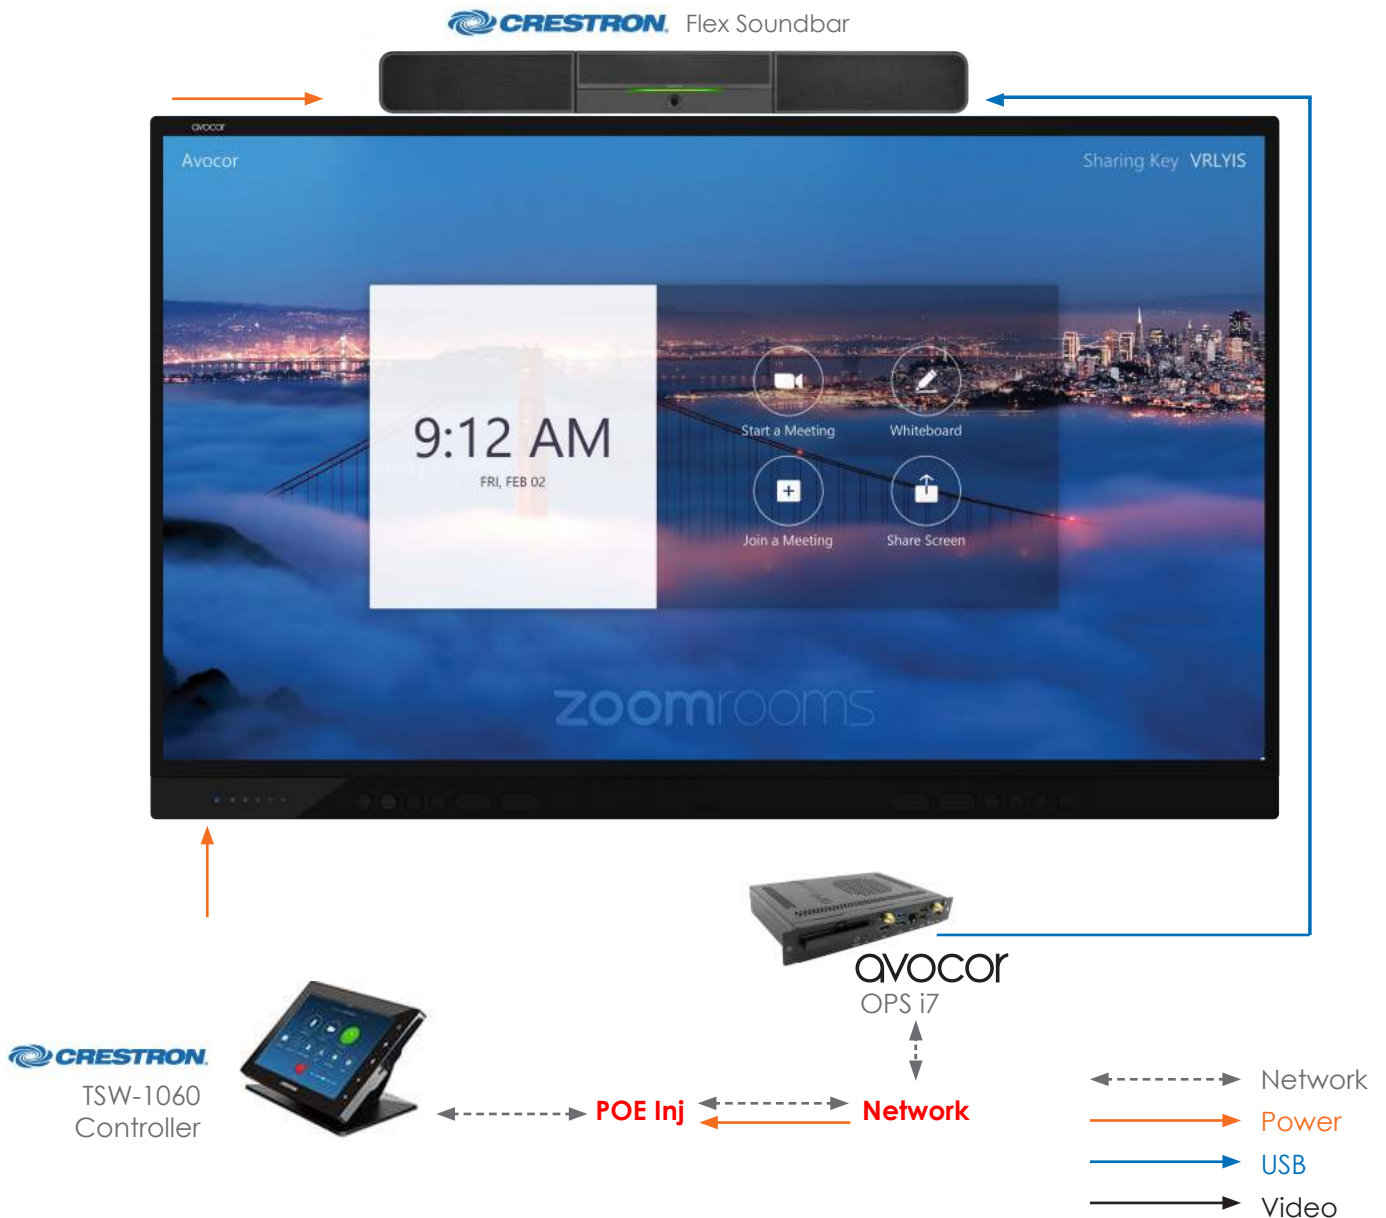 CRESTRON. Flex Soundbar
avocor
Avocor
Sharing Key VRLYIS
9:12 AM
FRI, FEB 02
Start a Meeting
Whiteboard
Join a Meeting
Share Screen
zoomrooms
avocor
OPS i7
CRESTRON.
TSW-1060
Controller
POE Inj
Network
Network
Power
USB
Video